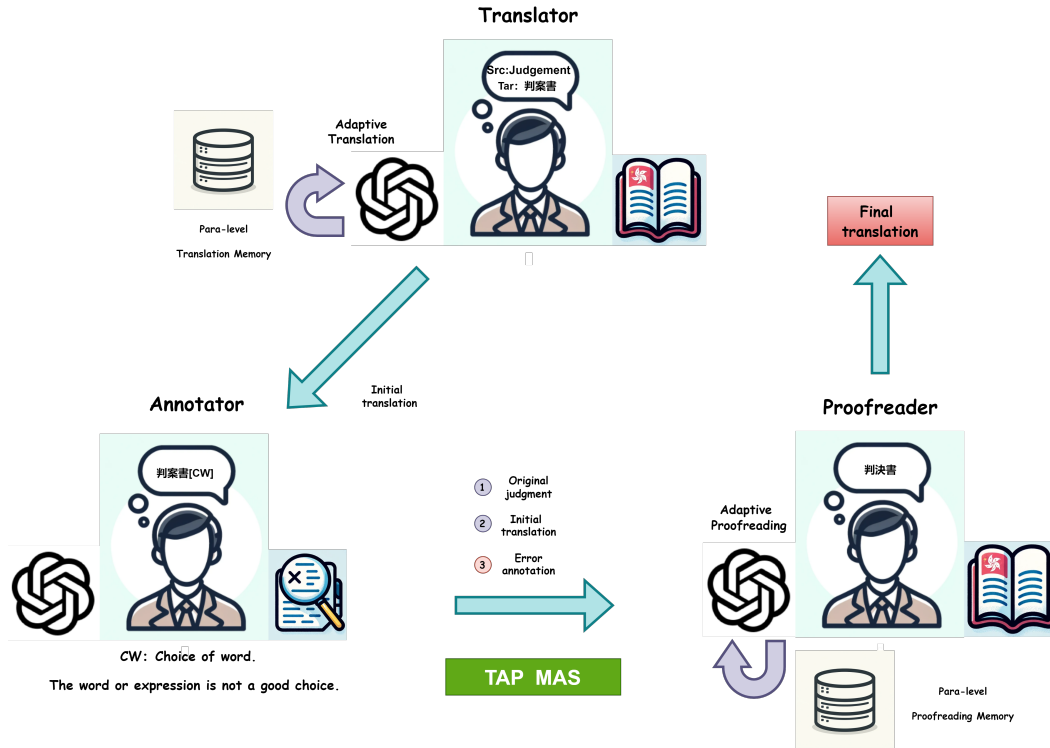 Translator
Src:Judgement
Tar: 判案書
Adaptive
Translation
Para-level
Translation Memory
Final
translation
Initial
translation
Annotator
判案書[CW]
CW: Choice of word.
The word or expression is not a good choice.
1 Original
judgment
2 Initial
translation
3 Error
annotation
TAP MAS
Proofreader
判決書
Adaptive
Proofreading
Para-level
Proofreading Memory